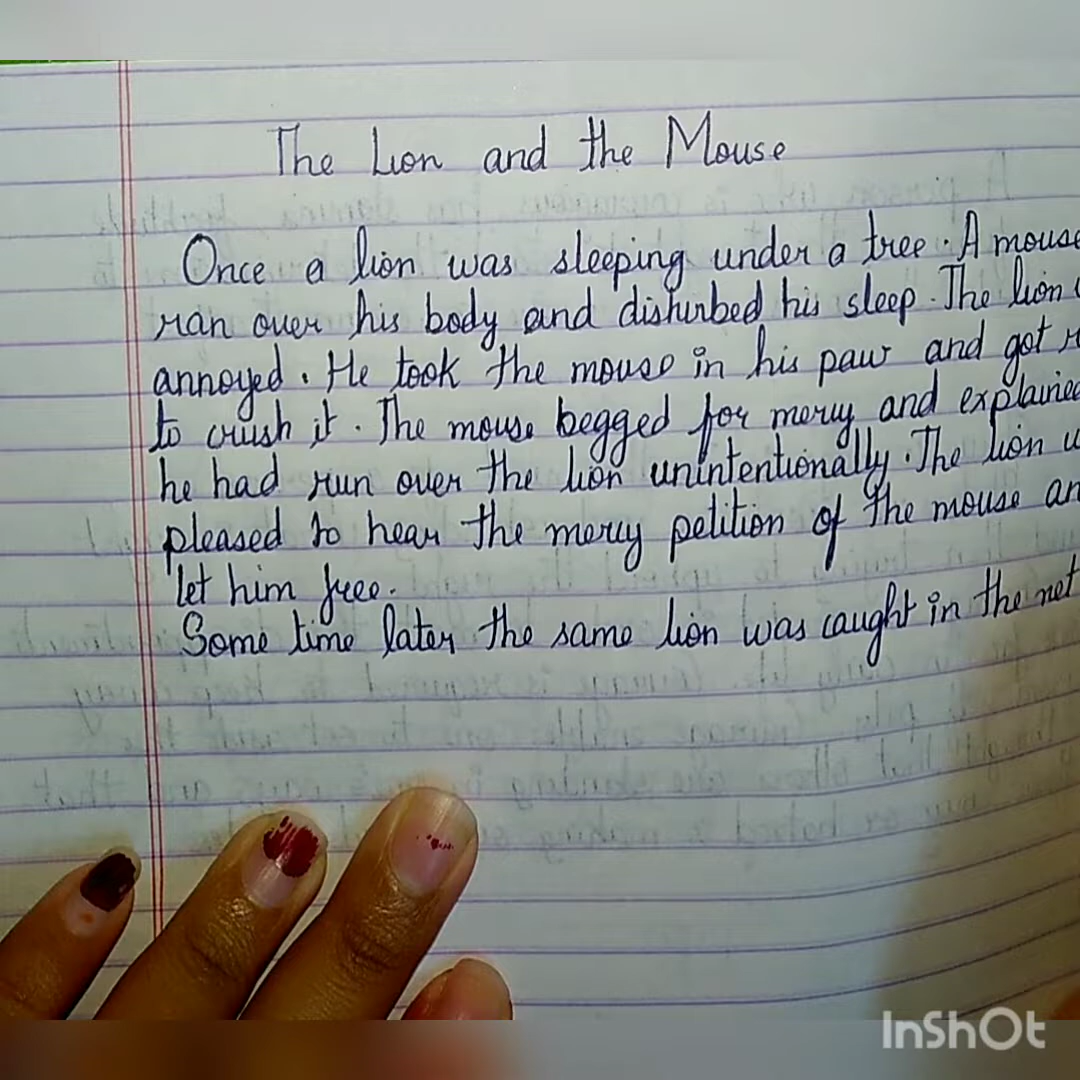 The Lion and the Mouse
Once a lion was sleeping under a tree. A mouse
ran over his body and disturbed his sleep. The lion
annoyed. He took the mouse in his paw and got
to crush it. The mouse begged for mercy and explained
he had run over the lion unintentionally. The lion
pleased to hear the mercy petition of the mouse an
let him free.
Some time later the same lion was caught in the net
InShOt